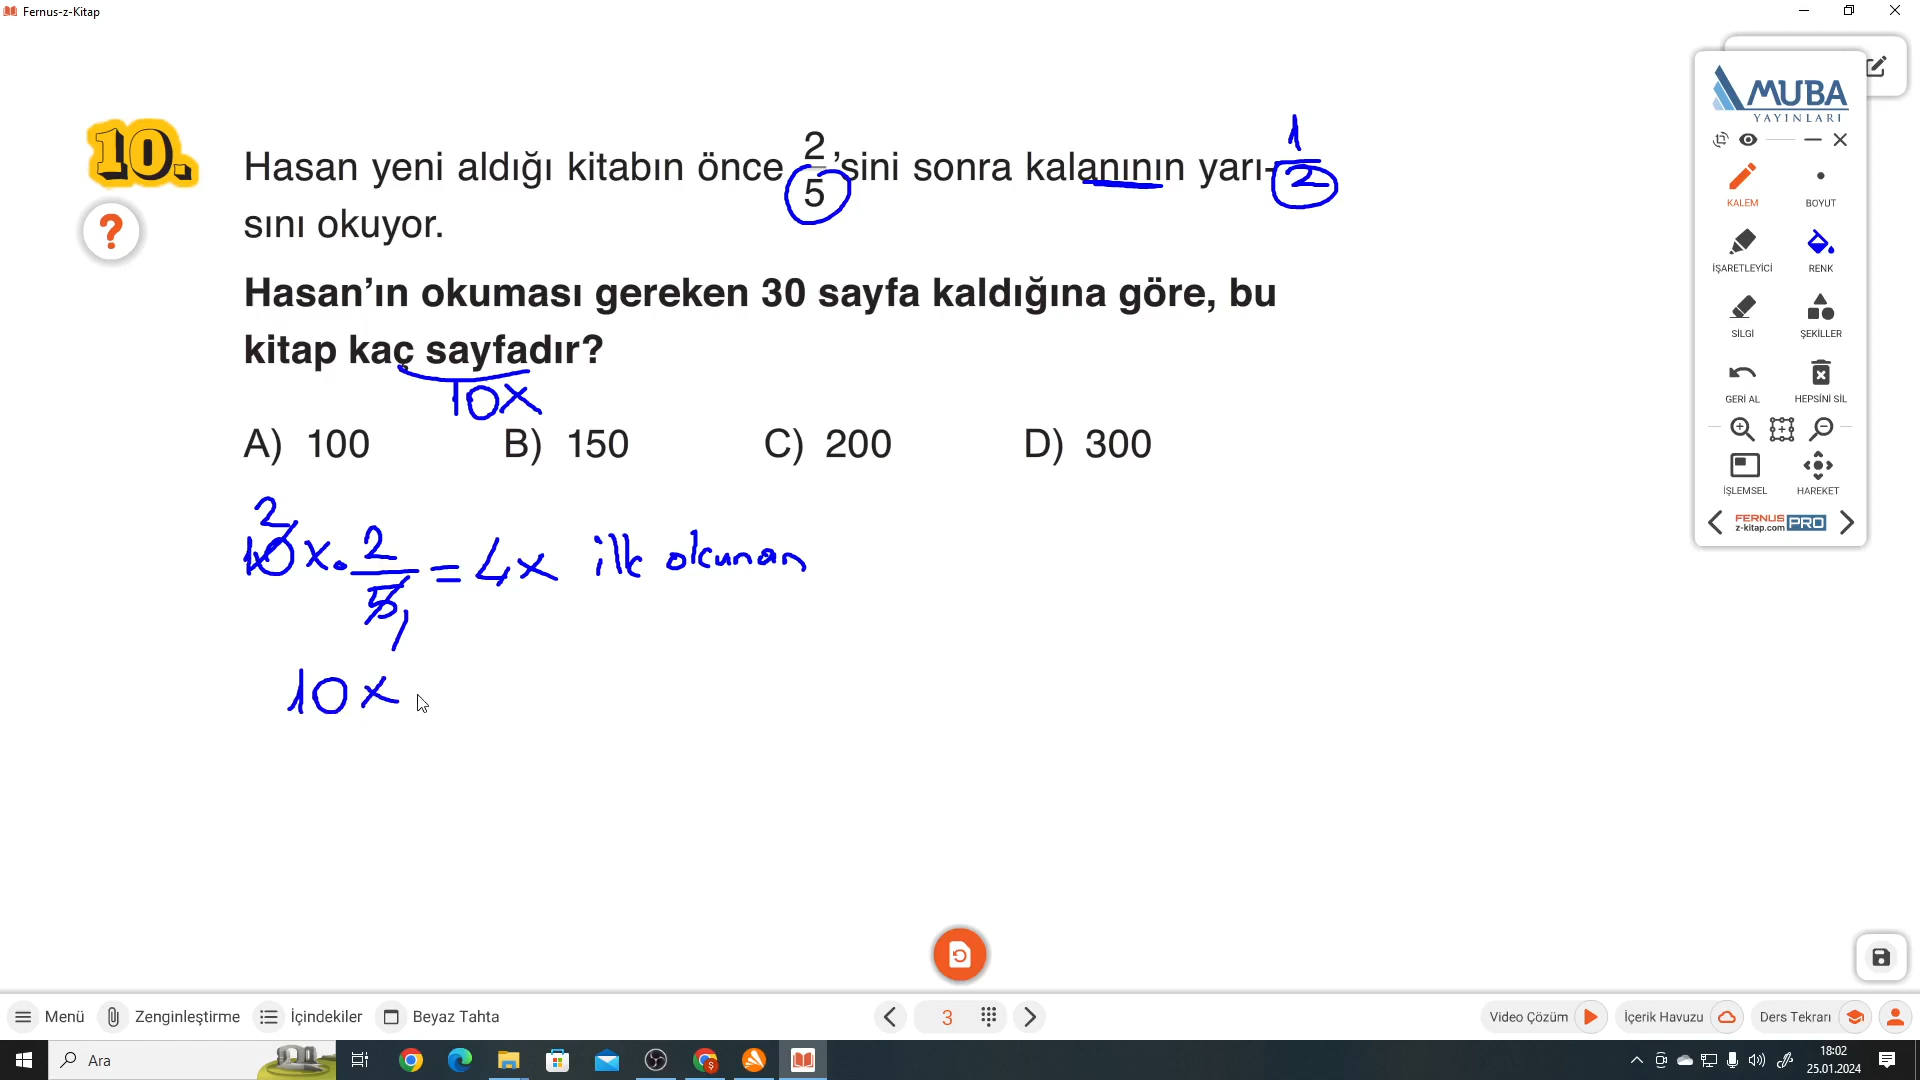 Fernus-z-Kitap
10.
Hasan yeni aldığı kitabın önce 2/5 'sini sonra kalanının yarı- 1/2
sını okuyor.
?
Hasan'ın okuması gereken 30 sayfa kaldığına göre, bu
kitap kaç sayfadır?
10x
A) 100 B) 150 C) 200 D) 300
2
10x . 2/5 = 4x ilk okunan
1
10x
MUBA
YAYINLARI
KALEM BOYUT
İŞARETLEYİCİ RENK
SİLGİ ŞEKİLLER
GERİ AL HEPSİNİ SİL
İŞLEMSEL HAREKET
FERNUS
z-kitap.com PRO
Menü Zenginleştirme İçindekiler Beyaz Tahta 3 Video Çözüm İçerik Havuzu Ders Tekrarı
Ara 18:02
25.01.2024